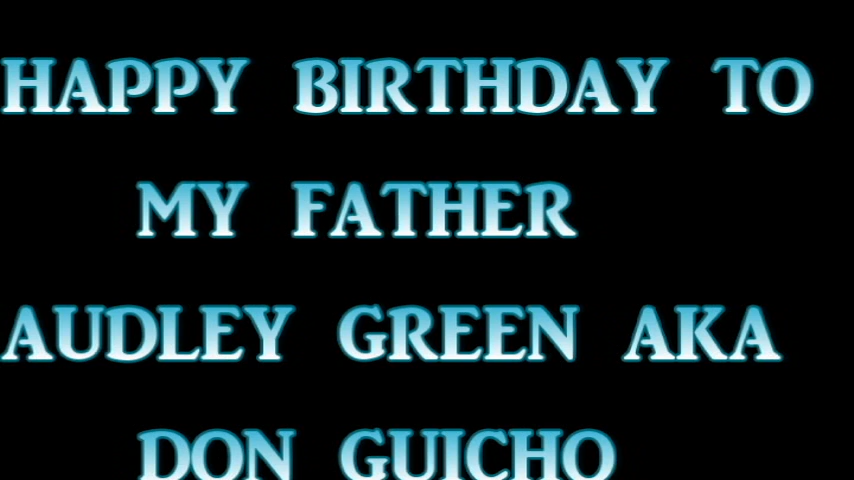 HAPPY BIRTHDAY TO
MY FATHER
AUDLEY GREEN AKA
DON GUICHO